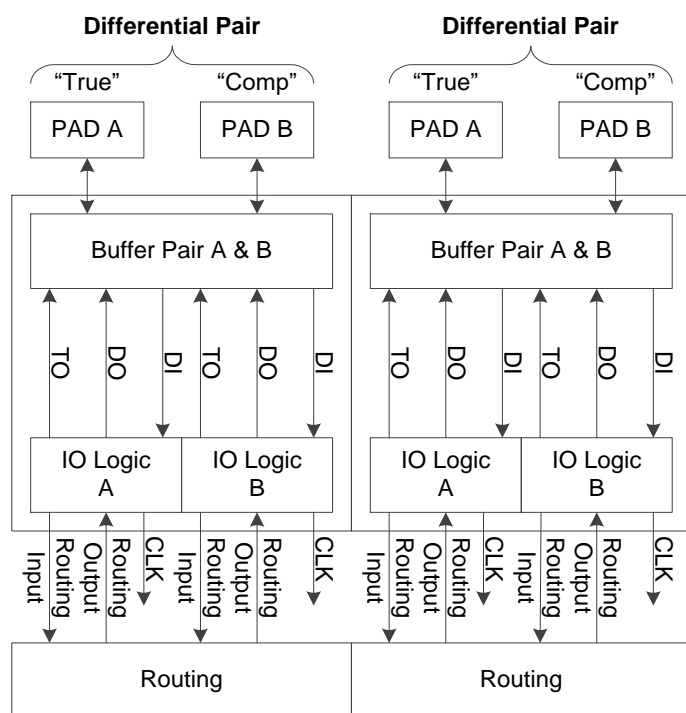 Differential Pair
Differential Pair
“True”
“Comp”
“True”
“Comp”
PAD A
PAD B
PAD A
PAD B
Buffer Pair A & B
Buffer Pair A & B
TO
DO
DI
TO
DO
DI
TO
DO
DI
TO
DO
DI
IO Logic
A
IO Logic
B
IO Logic
A
IO Logic
B
Routing
Input
Routing
Output
CLK
Routing
Input
Routing
Output
CLK
Routing
Input
Routing
Output
CLK
Routing
Input
Routing
Output
CLK
Routing
Routing